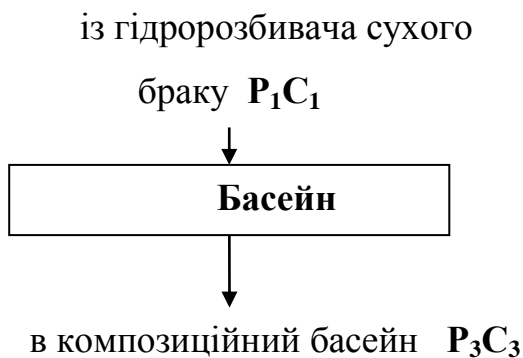 із гідророзбивача сухого
браку P₁C₁
Басейн
в композиційний басейн P₃C₃